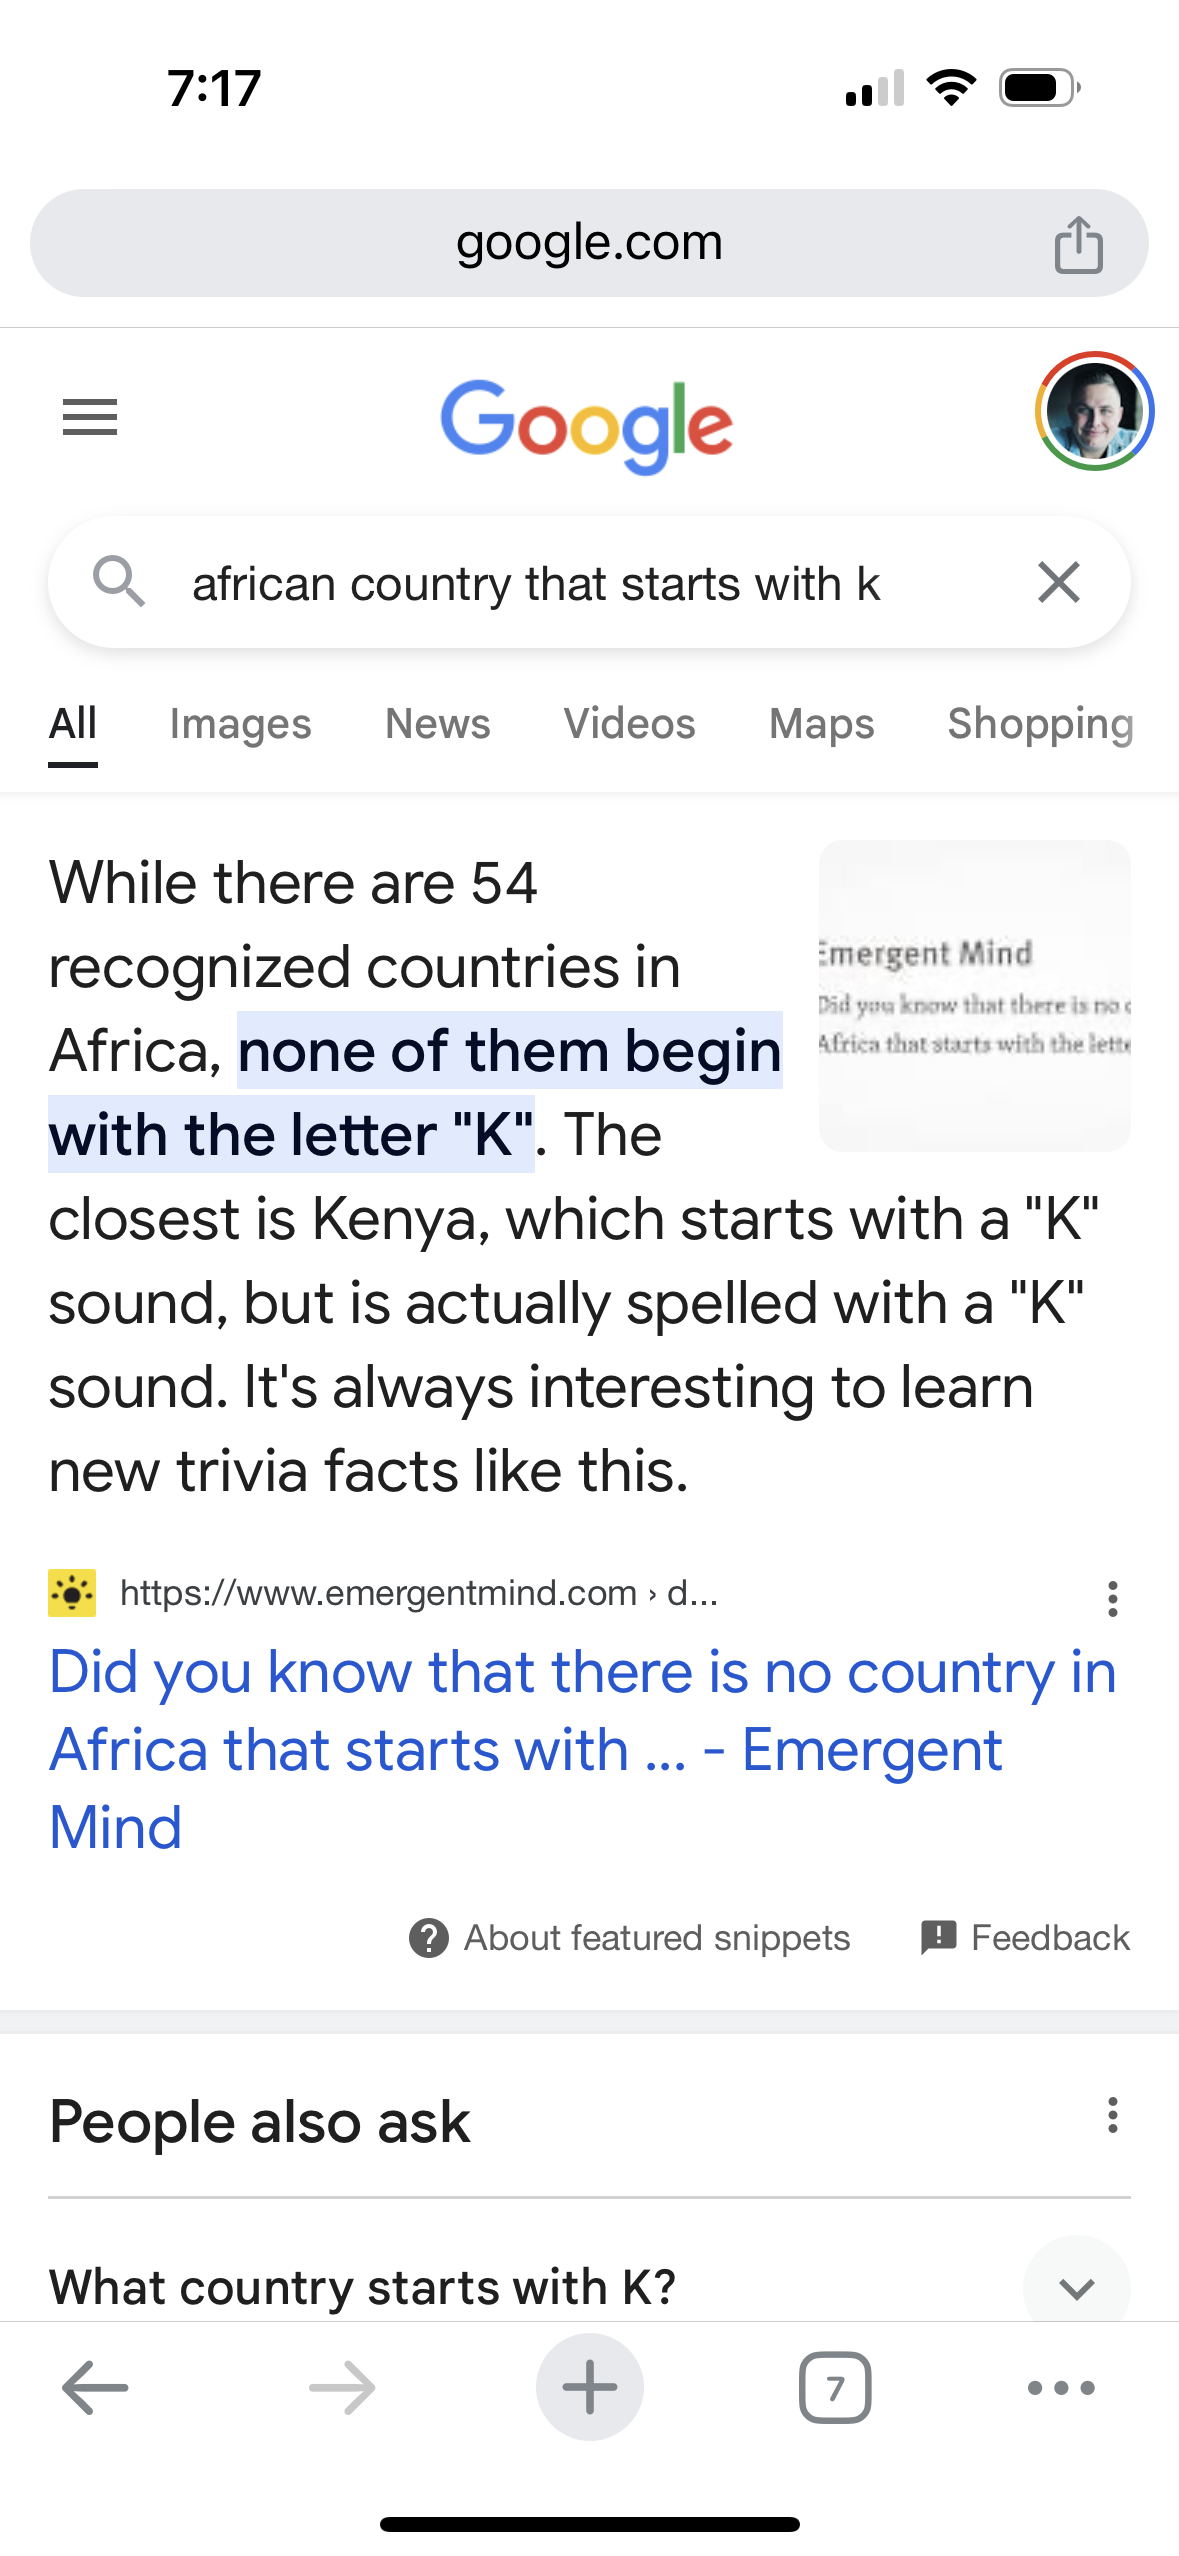 7:17
google.com
Google
african country that starts with k
All Images News Videos Maps Shopping
While there are 54
recognized countries in
Africa, none of them begin
with the letter "K". The
closest is Kenya, which starts with a "K"
sound, but is actually spelled with a "K"
sound. It's always interesting to learn
new trivia facts like this.
Emergent Mind
Did you know that there is no c
Africa that starts with the lette
https://www.emergentmind.com › d...
Did you know that there is no country in
Africa that starts with ... - Emergent
Mind
About featured snippets Feedback
People also ask
What country starts with K?
7